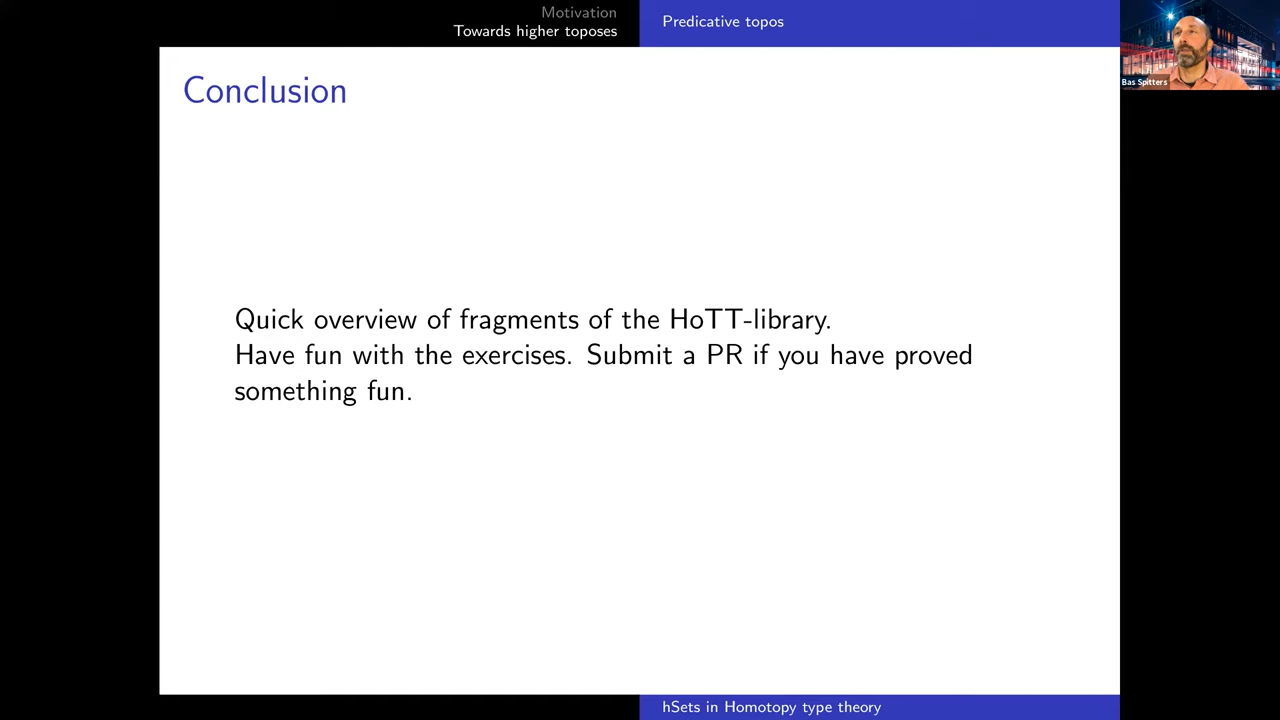 Motivation
Towards higher toposes
Predicative topos
Bas Spitters
Conclusion
Quick overview of fragments of the HoTT-library.
Have fun with the exercises. Submit a PR if you have proved
something fun.
hSets in Homotopy type theory